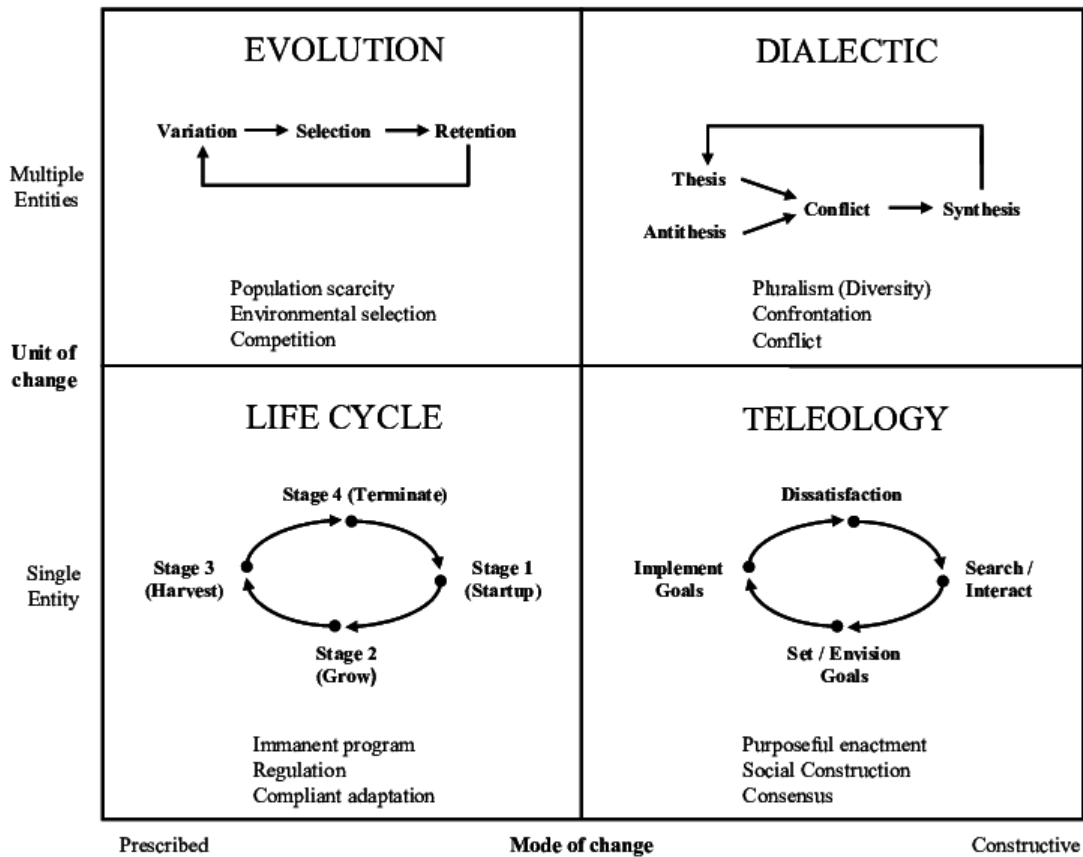 EVOLUTION
Variation
Selection
Retention
Population scarcity
Environmental selection
Competition
DIALECTIC
Thesis
Antithesis
Conflict
Synthesis
Pluralism (Diversity)
Confrontation
Conflict
Multiple
Entities
Unit of
change
LIFE CYCLE
Stage 4 (Terminate)
Stage 3
(Harvest)
Stage 1
(Startup)
Stage 2
(Grow)
Immanent program
Regulation
Compliant adaptation
TELEOLOGY
Dissatisfaction
Implement
Goals
Search /
Interact
Set / Envision
Goals
Purposeful enactment
Social Construction
Consensus
Single
Entity
Prescribed
Mode of change
Constructive